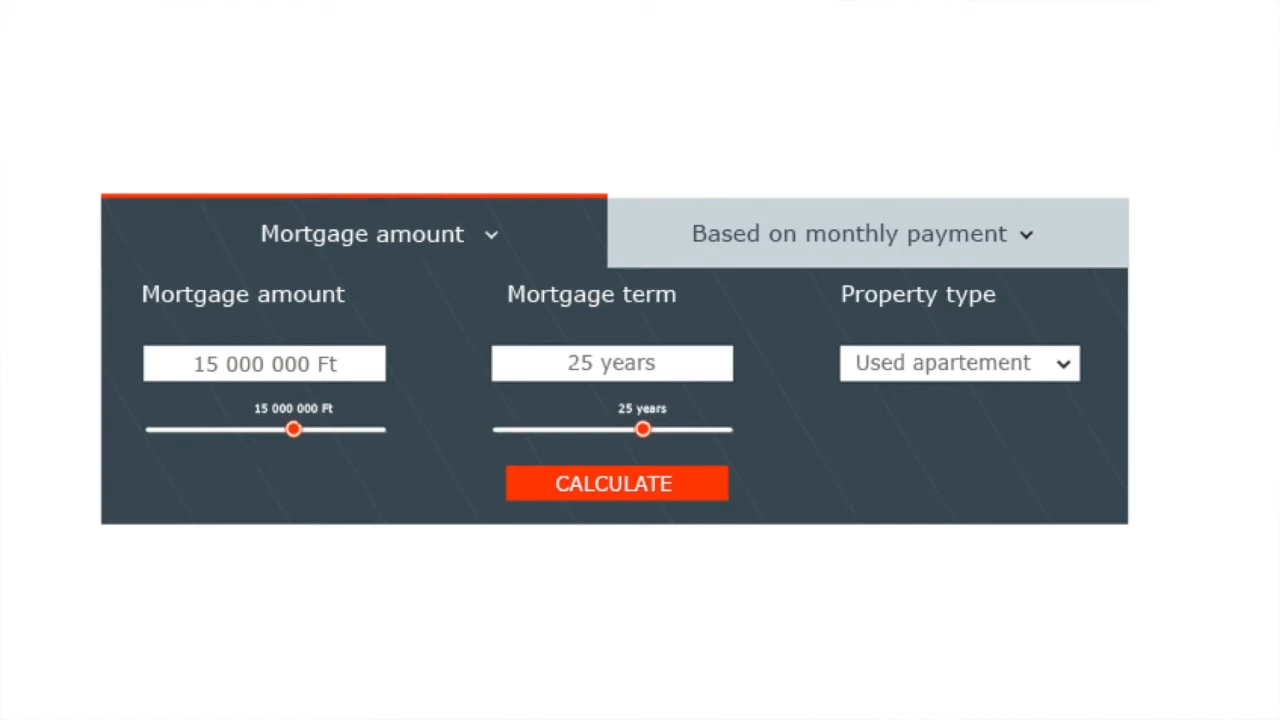 Mortgage amount
Based on monthly payment
Mortgage amount
Mortgage term
Property type
15 000 000 Ft
25 years
Used apartement
15 000 000 Ft
25 years
CALCULATE